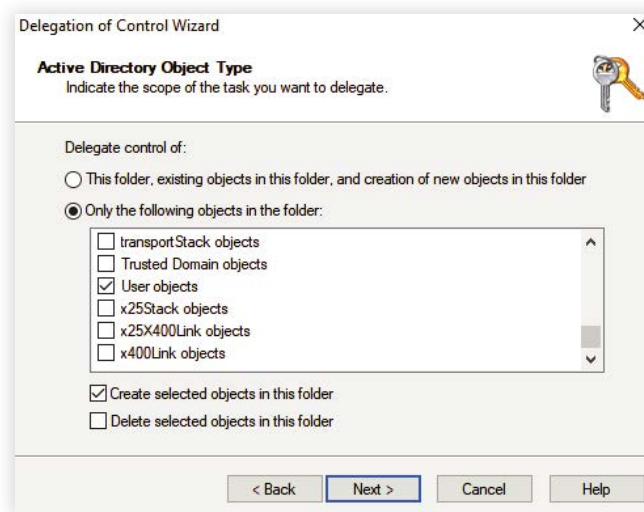 Delegation of Control Wizard
Active Directory Object Type
Indicate the scope of the task you want to delegate.
Delegate control of:
This folder, existing objects in this folder, and creation of new objects in this folder
Only the following objects in the folder:
transportStack objects
Trusted Domain objects
User objects
x25Stack objects
x25X400Link objects
x400Link objects
Create selected objects in this folder
Delete selected objects in this folder
< Back Next > Cancel Help